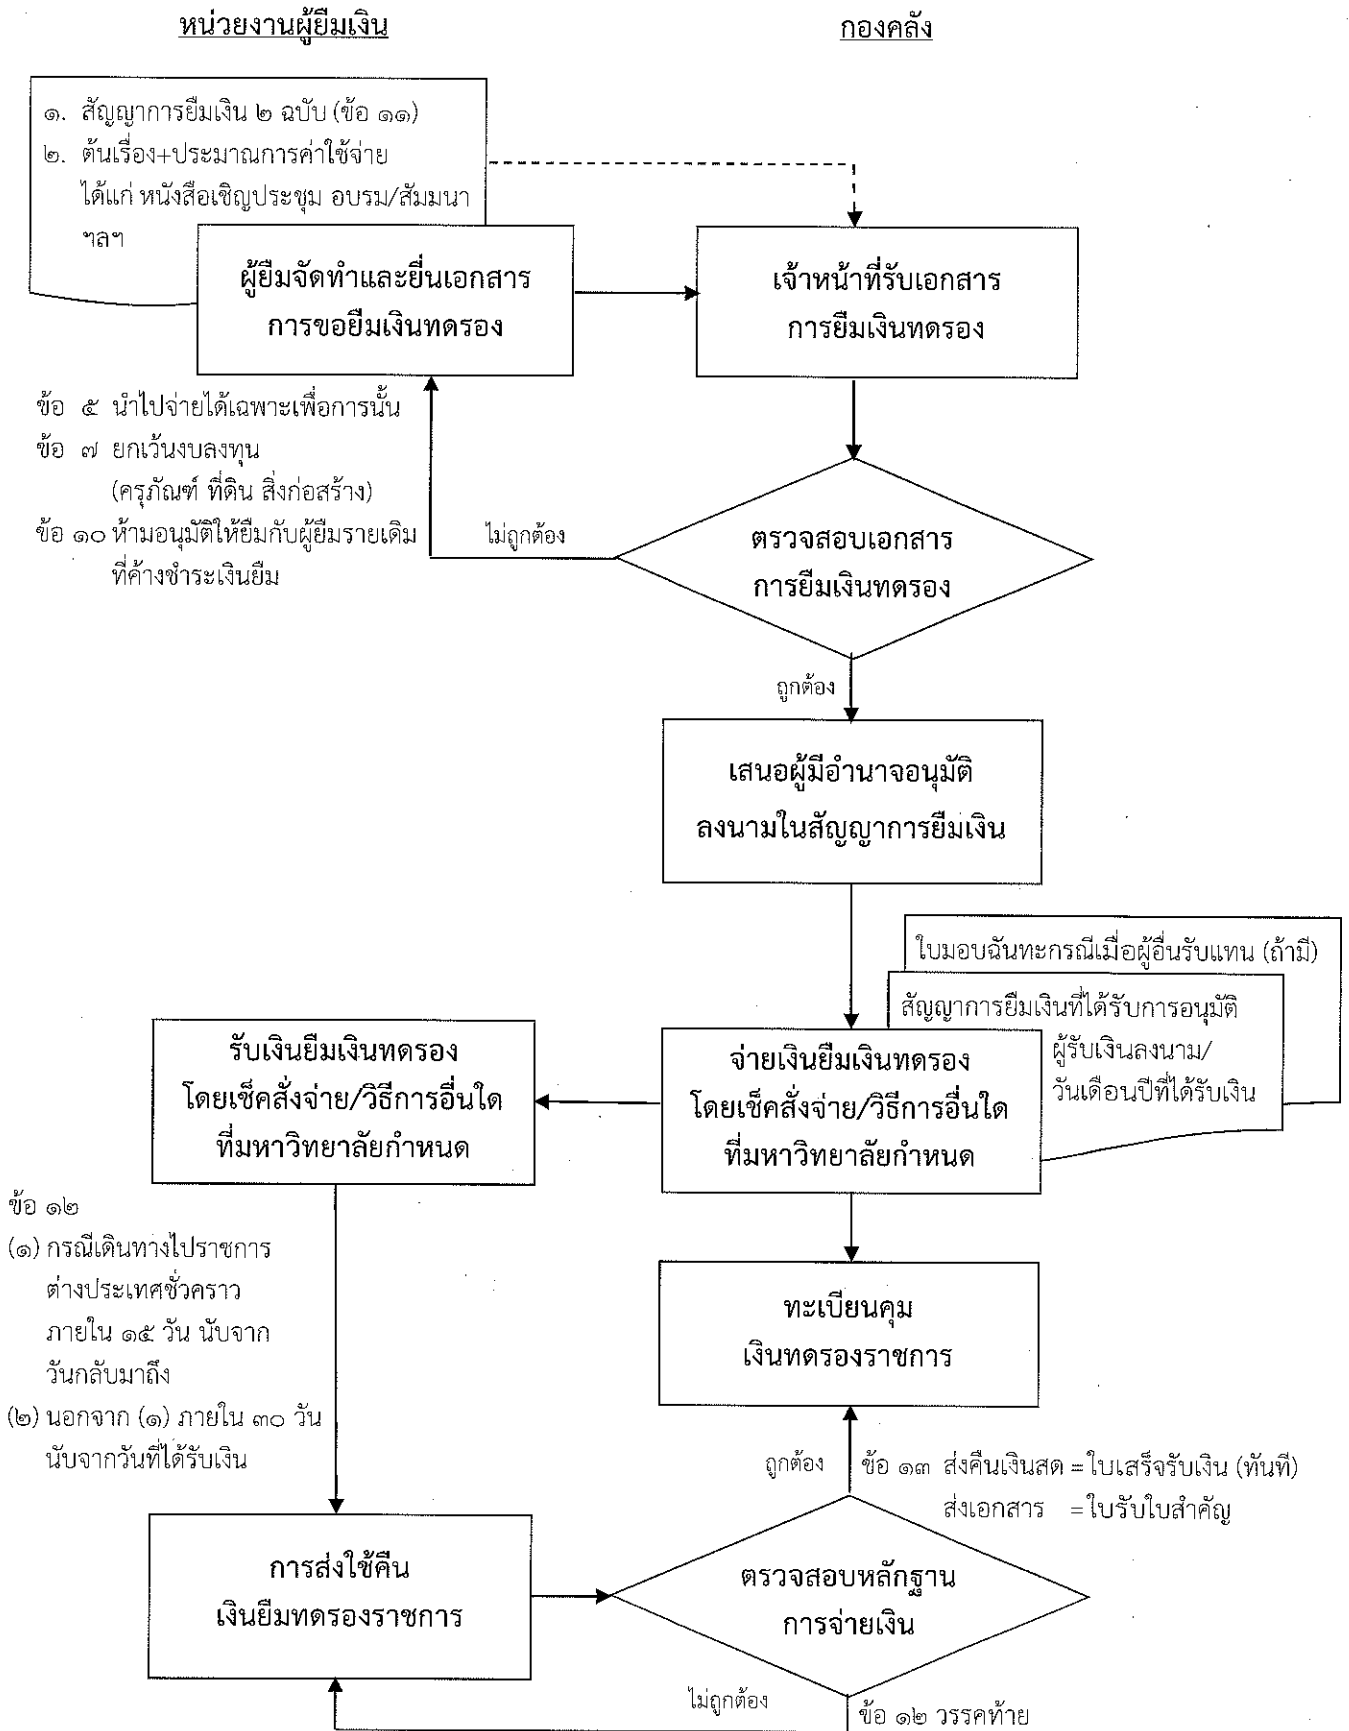 หน่วยงานผู้ยืมเงิน
กองคลัง
๑. สัญญาการยืมเงิน ๒ ฉบับ (ข้อ ๑๑)
๒. ต้นเรื่อง+ประมาณการค่าใช้จ่าย
ได้แก่ หนังสือเชิญประชุม อบรม/สัมมนา
ฯลฯ
ผู้ยืมจัดทำและยื่นเอกสาร
การขอยืมเงินทดรอง
เจ้าหน้าที่รับเอกสาร
การยืมเงินทดรอง
ข้อ ๕ นำไปจ่ายได้เฉพาะเพื่อการนั้น
ข้อ ๗ ยกเว้นงบลงทุน
(ครุภัณฑ์ ที่ดิน สิ่งก่อสร้าง)
ข้อ ๑๐ ห้ามอนุมัติให้ยืมกับผู้ยืมรายเดิม
ที่ค้างชำระเงินยืม
ไม่ถูกต้อง
ตรวจสอบเอกสาร
การยืมเงินทดรอง
ถูกต้อง
เสนอผู้มีอำนาจอนุมัติ
ลงนามในสัญญาการยืมเงิน
ใบมอบฉันทะกรณีเมื่อผู้อื่นรับแทน (ถ้ามี)
สัญญาการยืมเงินที่ได้รับการอนุมัติ
ผู้รับเงินลงนาม/
วันเดือนปีที่ได้รับเงิน
รับเงินยืมเงินทดรอง
โดยเช็คสั่งจ่าย/วิธีการอื่นใด
ที่มหาวิทยาลัยกำหนด
จ่ายเงินยืมเงินทดรอง
โดยเช็คสั่งจ่าย/วิธีการอื่นใด
ที่มหาวิทยาลัยกำหนด
ข้อ ๑๒
(๑) กรณีเดินทางไปราชการ
ต่างประเทศชั่วคราว
ภายใน ๑๕ วัน นับจาก
วันกลับมาถึง
(๒) นอกจาก (๑) ภายใน ๓๐ วัน
นับจากวันที่ได้รับเงิน
ทะเบียนคุม
เงินทดรองราชการ
ถูกต้อง
ข้อ ๑๓ ส่งคืนเงินสด = ใบเสร็จรับเงิน (ทันที)
ส่งเอกสาร = ใบรับใบสำคัญ
การส่งใช้คืน
เงินยืมทดรองราชการ
ตรวจสอบหลักฐาน
การจ่ายเงิน
ไม่ถูกต้อง
ข้อ ๑๒ วรรคท้าย